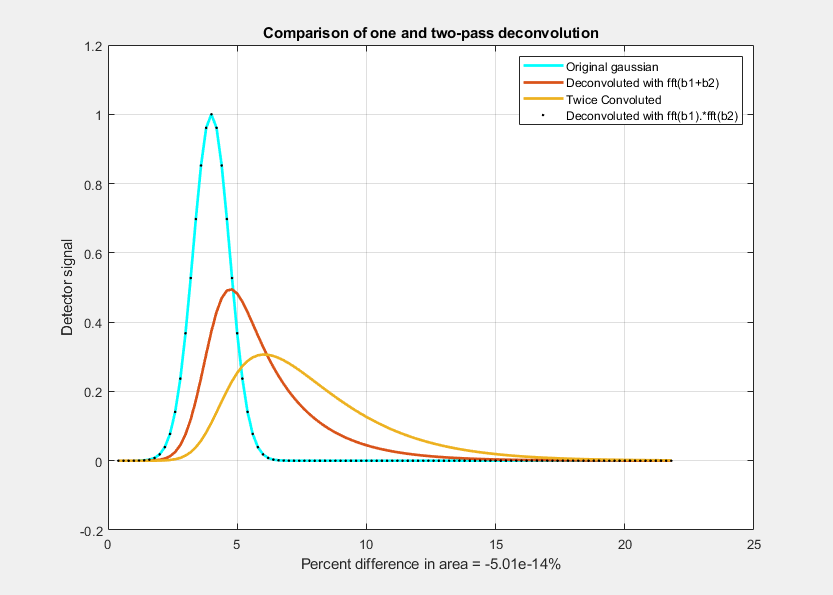 Comparison of one and two-pass deconvolution
Original gaussian
Deconvoluted with fft(b1+b2)
Twice Convoluted
Deconvoluted with fft(b1).*fft(b2)
1.2
1
0.8
0.6
0.4
0.2
0
-0.2
Detector signal
0 5 10 15 20 25
Percent difference in area = -5.01e-14%